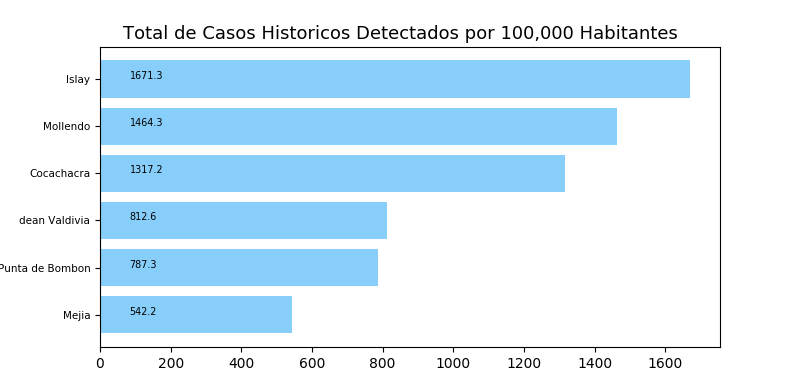 Total de Casos Historicos Detectados por 100,000 Habitantes
Islay 1671.3
Mollendo 1464.3
Cocachacra 1317.2
dean Valdivia 812.6
Punta de Bombon 787.3
Mejia 542.2
0 200 400 600 800 1000 1200 1400 1600